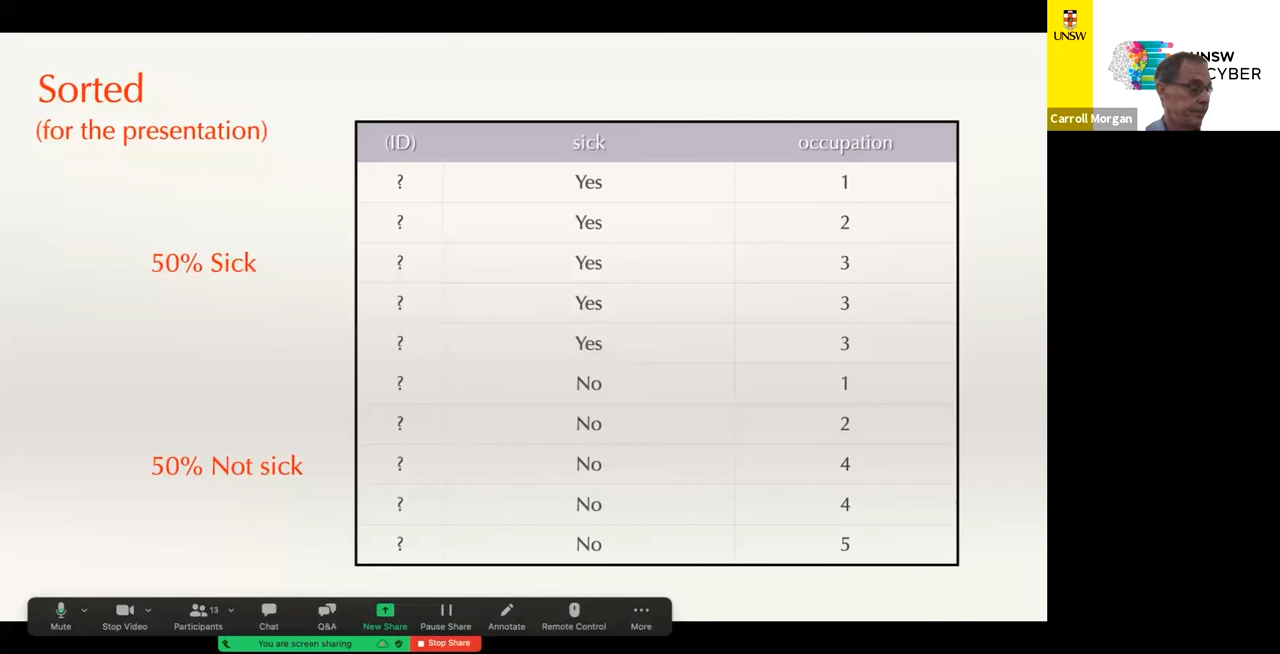 Sorted
(for the presentation)
(ID) sick occupation
? Yes 1
? Yes 2
50% Sick
? Yes 3
? Yes 3
? Yes 3
? No 1
? No 2
50% Not sick
? No 4
? No 4
? No 5
UNSW
UNSW
CYBER
Carroll Morgan
13
Mute Stop Video Participants Chat Q&A New Share Pause Share Annotate Remote Control More
You are screen sharing Stop Share